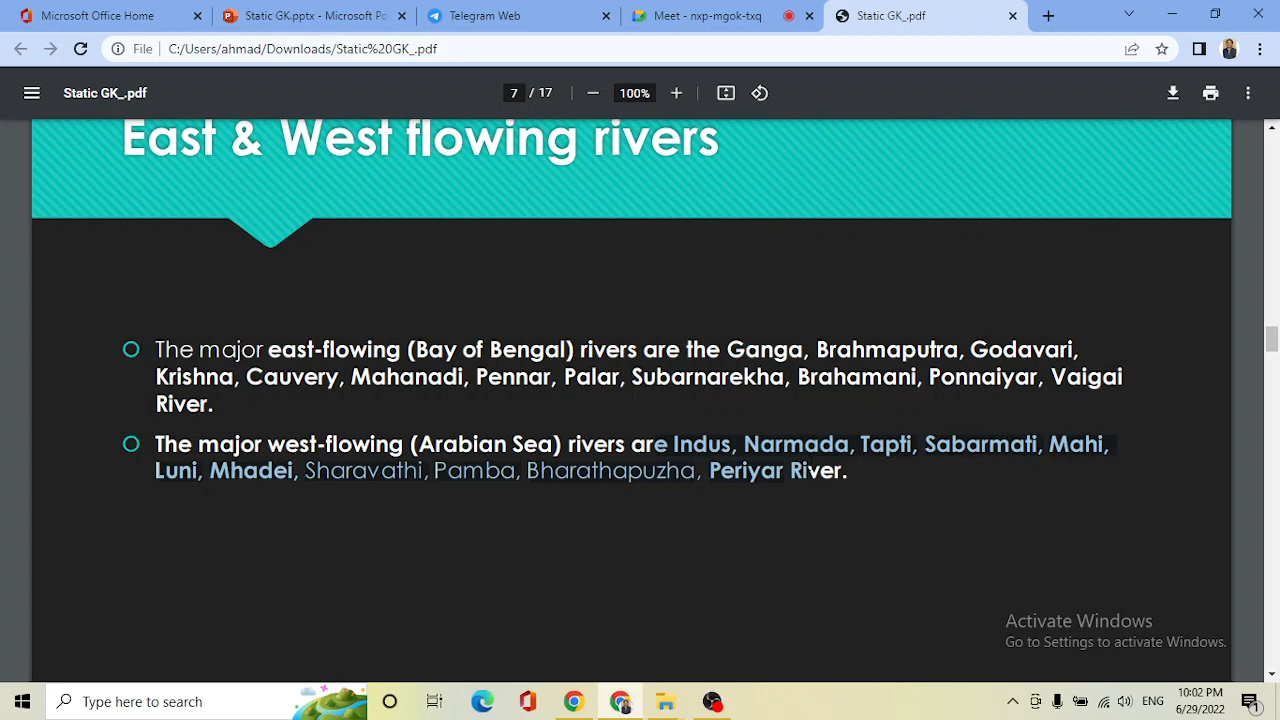 Microsoft Office Home
Static GK.pptx - Microsoft Po
Telegram Web
Meet - nxp-mgok-txq
Static GK_.pdf
File
C:/Users/ahmad/Downloads/Static%20GK_.pdf
Static GK_.pdf
7 / 17
100%
East & West flowing rivers
The major east-flowing (Bay of Bengal) rivers are the Ganga, Brahmaputra, Godavari,
Krishna, Cauvery, Mahanadi, Pennar, Palar, Subarnarekha, Brahamani, Ponnaiyar, Vaigai
River.
The major west-flowing (Arabian Sea) rivers are Indus, Narmada, Tapti, Sabarmati, Mahi,
Luni, Mhadei, Sharavathi, Pamba, Bharathapuzha, Periyar River.
Activate Windows
Go to Settings to activate Windows.
Type here to search
ENG
10:02 PM
6/29/2022
1